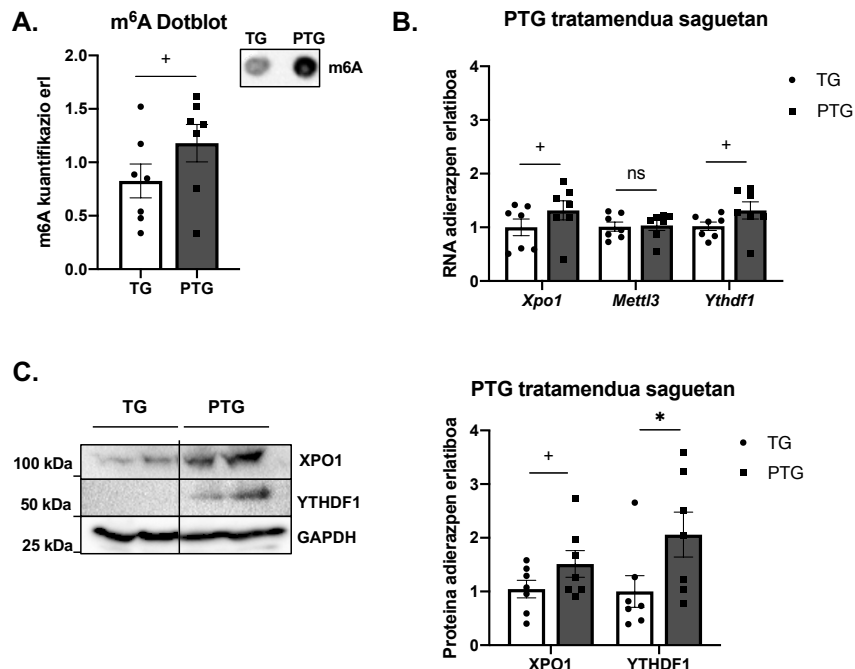 A.
m⁶A Dotblot
TG PTG
m6A
+
m6A kuantifikazio erl
2.0
1.5
1.0
0.5
0.0
TG PTG
B.
PTG tratamendua saguetan
TG
PTG
RNA adierazpen erlatiboa
4
3
2
1
0
+ ns +
Xpo1 Mettl3 Ythdf1
C.
TG PTG
100 kDa XPO1
50 kDa YTHDF1
25 kDa GAPDH
PTG tratamendua saguetan
TG
PTG
Proteina adierazpen erlatiboa
4
3
2
1
0
+ *
XPO1 YTHDF1